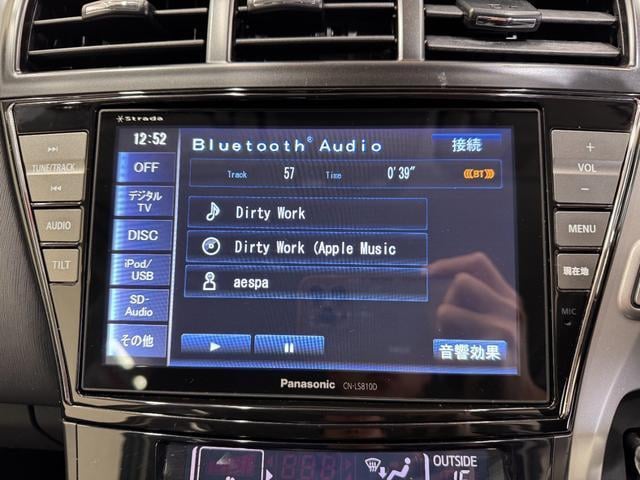 Strada
12:52
Bluetooth® Audio
接続
OFF
デジタル
TV
DISC
iPod/
USB
SD-
Audio
その他
Track 57 Time 0'39" BT
Dirty Work
Dirty Work (Apple Music
aespa
音響効果
Panasonic CN-LS810D
TUNE/TRACK
AUDIO
TILT
+
VOL
−
MENU
現在地
MIC
OUTSIDE